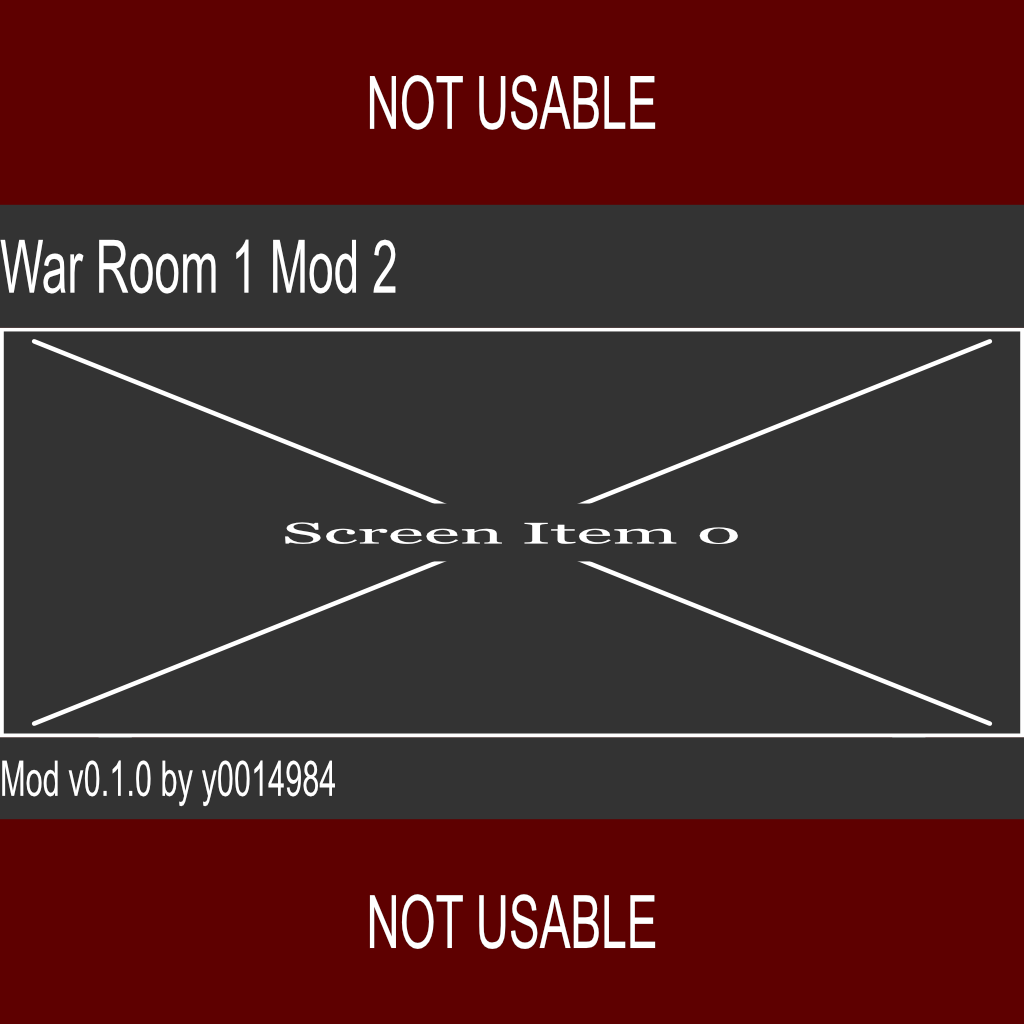 NOT USABLE
War Room 1 Mod 2
Screen Item 0
Mod v0.1.0 by y0014984
NOT USABLE